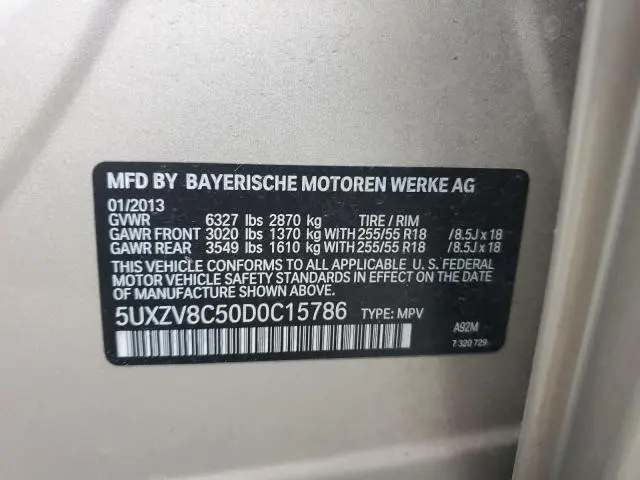 MFD BY BAYERISCHE MOTOREN WERKE AG
01/2013
GVWR 6327 lbs 2870 kg TIRE / RIM
GAWR FRONT 3020 lbs 1370 kg WITH 255/55 R18 / 8.5J x 18
GAWR REAR 3549 lbs 1610 kg WITH 255/55 R18 / 8.5J x 18
THIS VEHICLE CONFORMS TO ALL APPLICABLE U. S. FEDERAL
MOTOR VEHICLE SAFETY STANDARDS IN EFFECT ON THE
DATE OF MANUFACTURE SHOWN ABOVE.
5UXZV8C50D0C15786 TYPE: MPV A92M
7 320 729